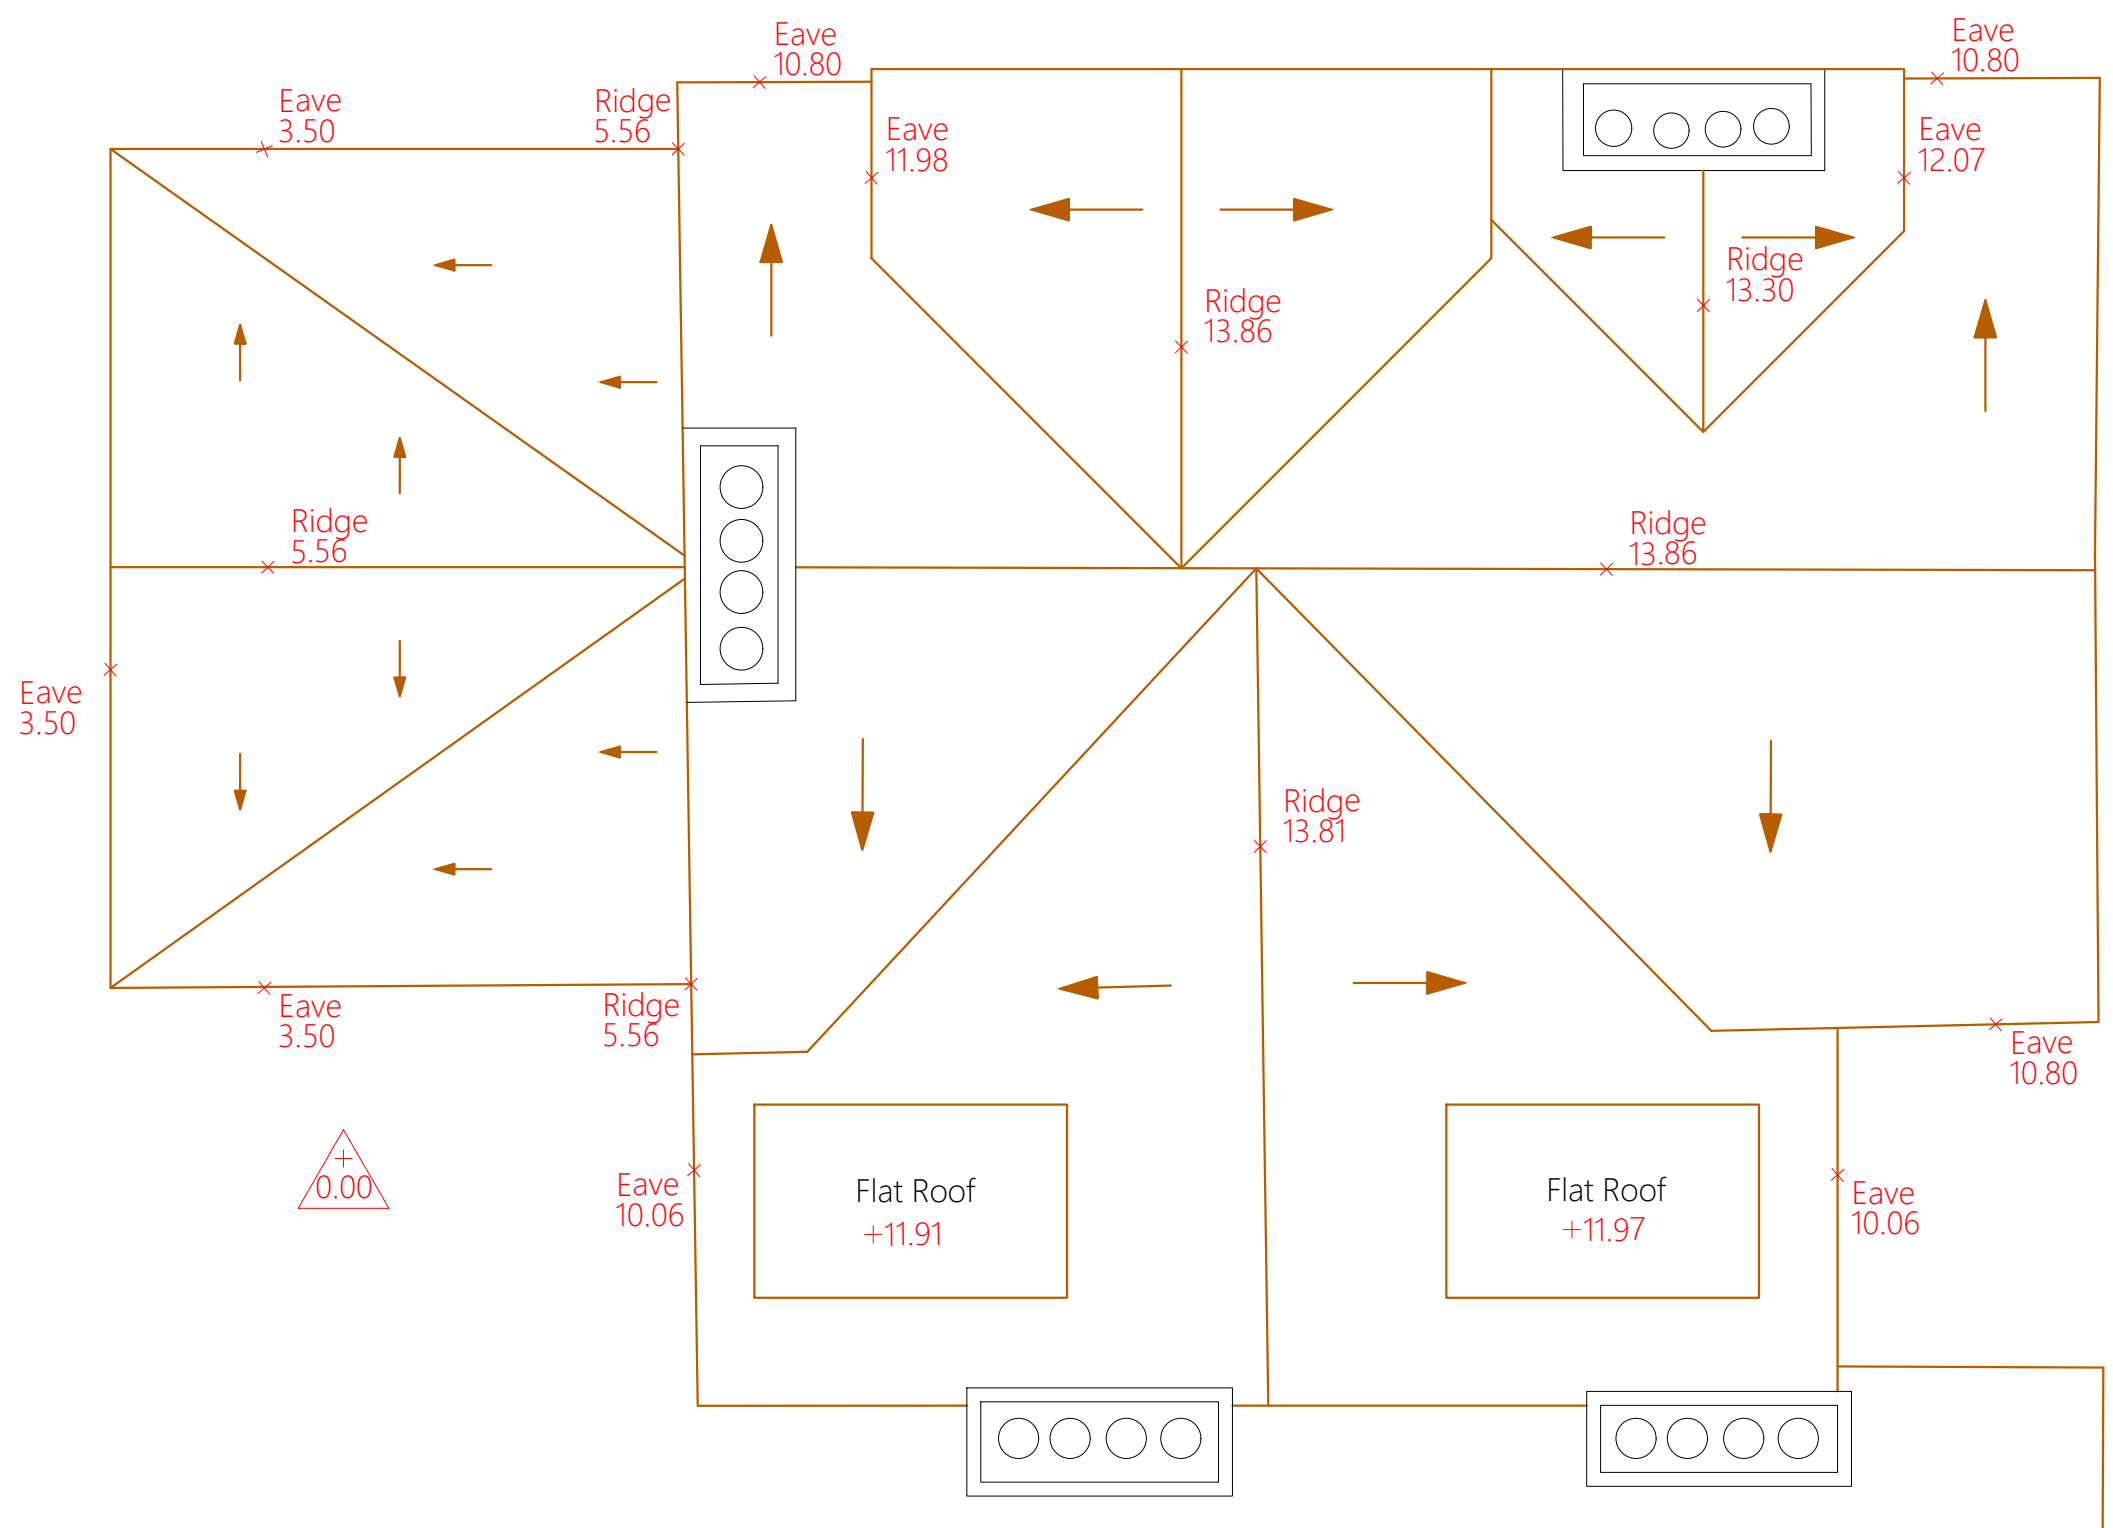 Eave
10.80
Eave
10.80
Eave
3.50
Ridge
5.56
Eave
11.98
Eave
12.07
Ridge
13.30
Ridge
13.86
Ridge
5.56
Ridge
13.86
Eave
3.50
Ridge
13.81
Eave
3.50
Ridge
5.56
Eave
10.80
0.00
Eave
10.06
Flat Roof
+11.91
Flat Roof
+11.97
Eave
10.06